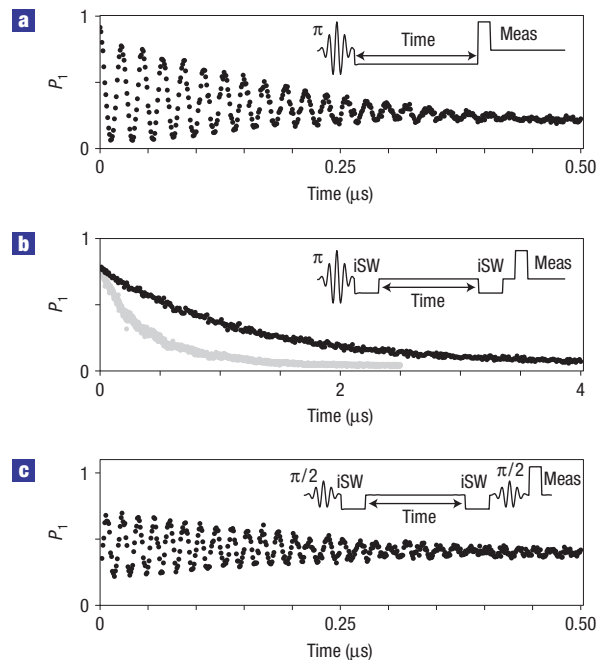 a
1
P1
0
0
0.25
0.50
Time (μs)
π
Time
Meas
b
1
P1
0
0
2
4
Time (μs)
π
iSW
iSW
Time
Meas
c
1
P1
0
0
0.25
0.50
Time (μs)
π/2
iSW
iSW
π/2
Time
Meas